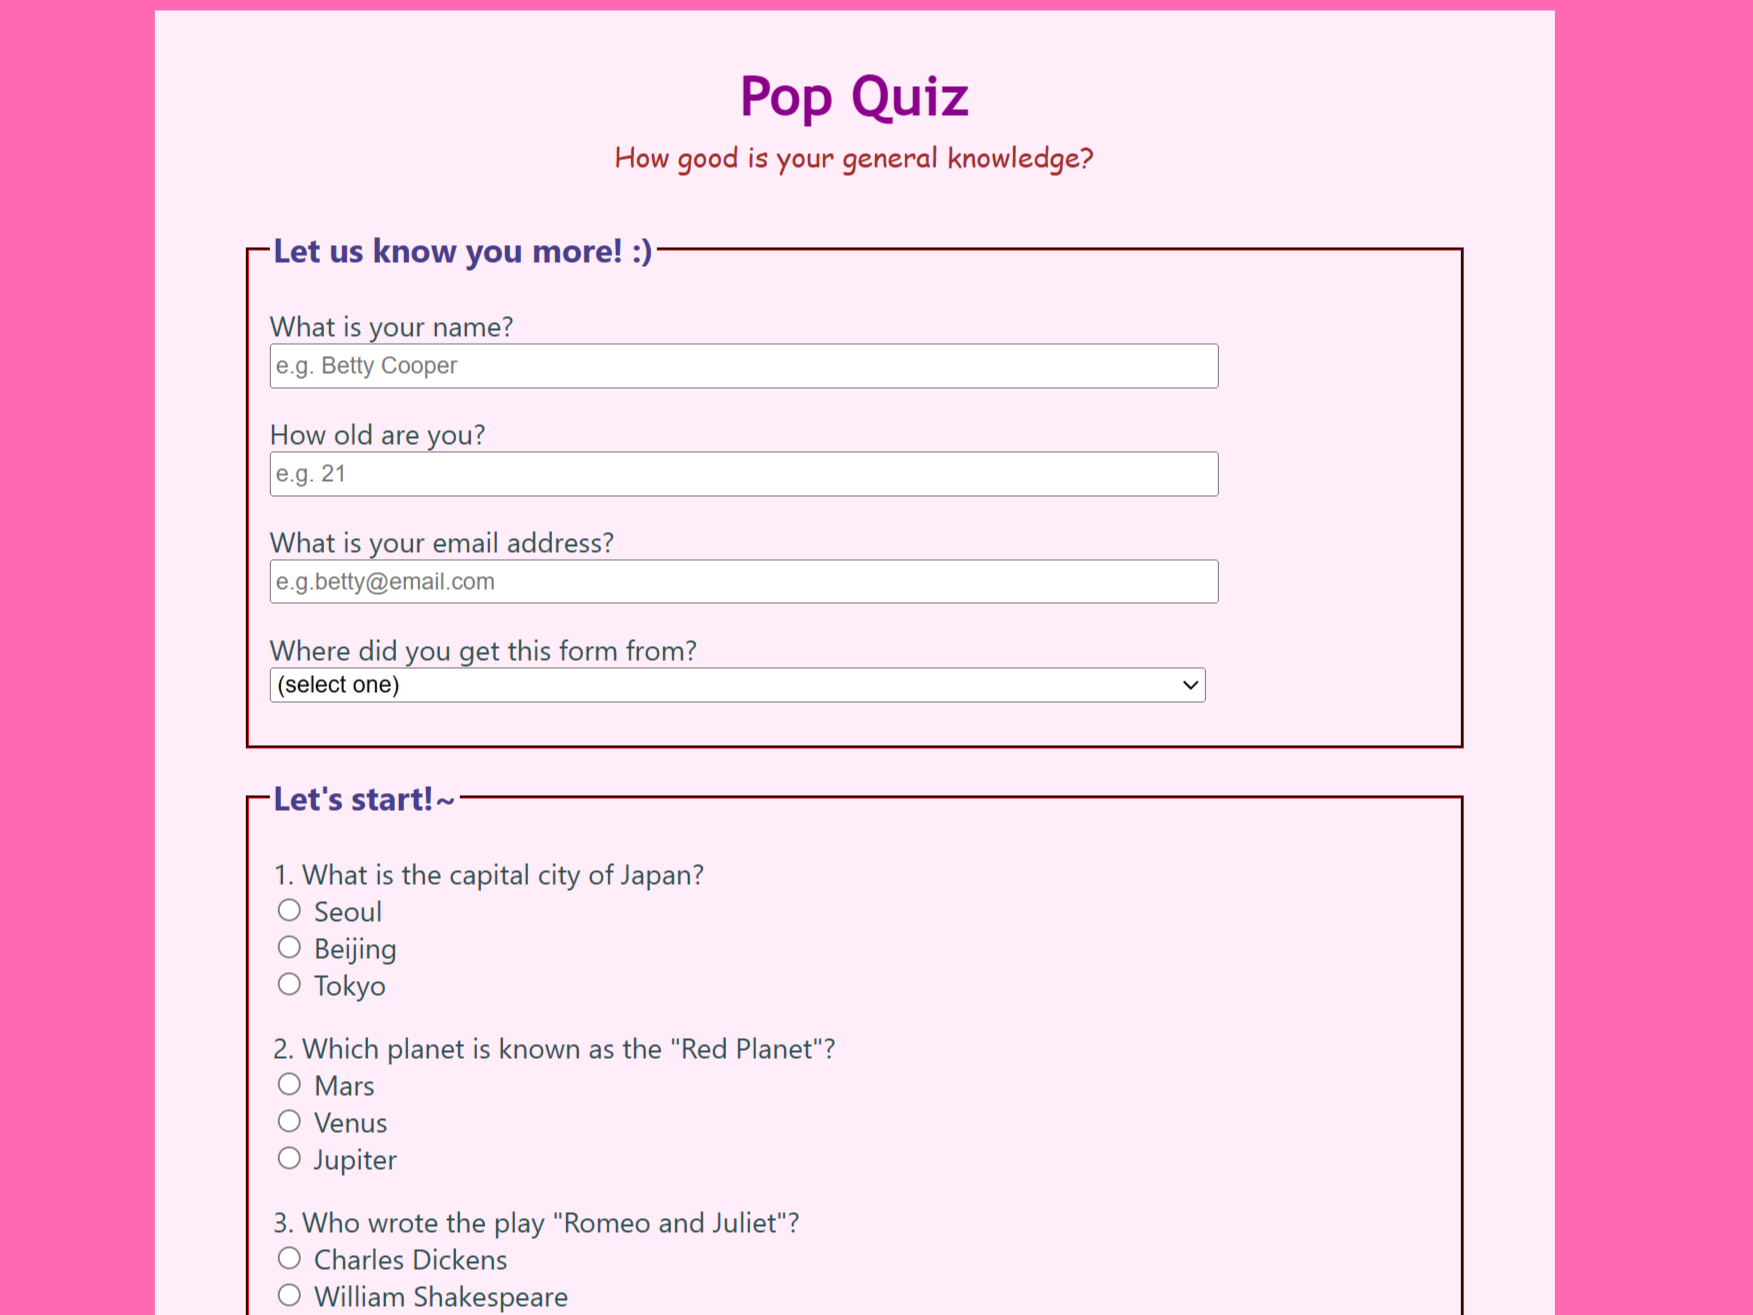 Pop Quiz
How good is your general knowledge?
Let us know you more! :)
What is your name?
e.g. Betty Cooper
How old are you?
e.g. 21
What is your email address?
e.g.betty@email.com
Where did you get this form from?
(select one)
Let's start!~
1. What is the capital city of Japan?
Seoul
Beijing
Tokyo
2. Which planet is known as the "Red Planet"?
Mars
Venus
Jupiter
3. Who wrote the play "Romeo and Juliet"?
Charles Dickens
William Shakespeare